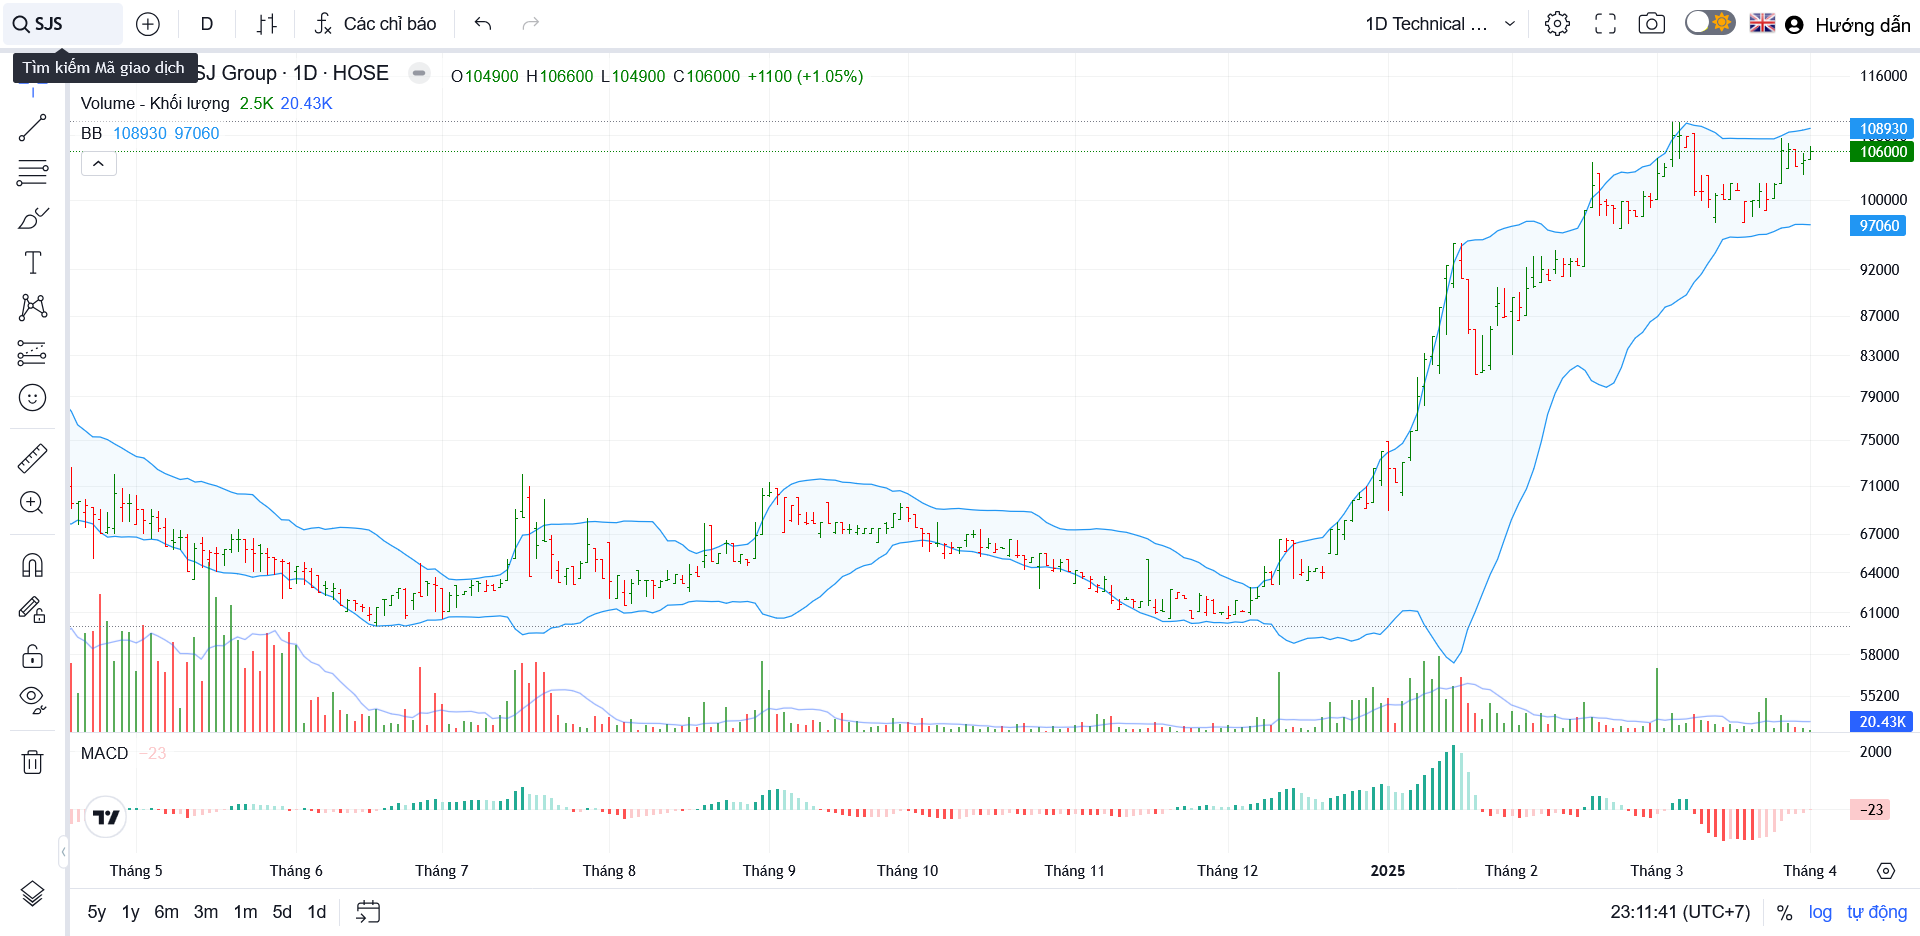 SJS
D
Các chỉ báo
1D Technical ...
Hướng dẫn
Tìm kiếm Mã giao dịch
SJ Group · 1D · HOSE
O104900 H106600 L104900 C106000 +1100 (+1.05%)
Volume - Khối lượng 2.5K 20.43K
BB 108930 97060
116000
108930
106000
100000
97060
92000
87000
83000
79000
75000
71000
67000
64000
61000
58000
55200
20.43K
MACD −23
2000
−23
Tháng 5 Tháng 6 Tháng 7 Tháng 8 Tháng 9 Tháng 10 Tháng 11 Tháng 12 2025 Tháng 2 Tháng 3 Tháng 4
5y 1y 6m 3m 1m 5d 1d
23:11:41 (UTC+7) % log tự động